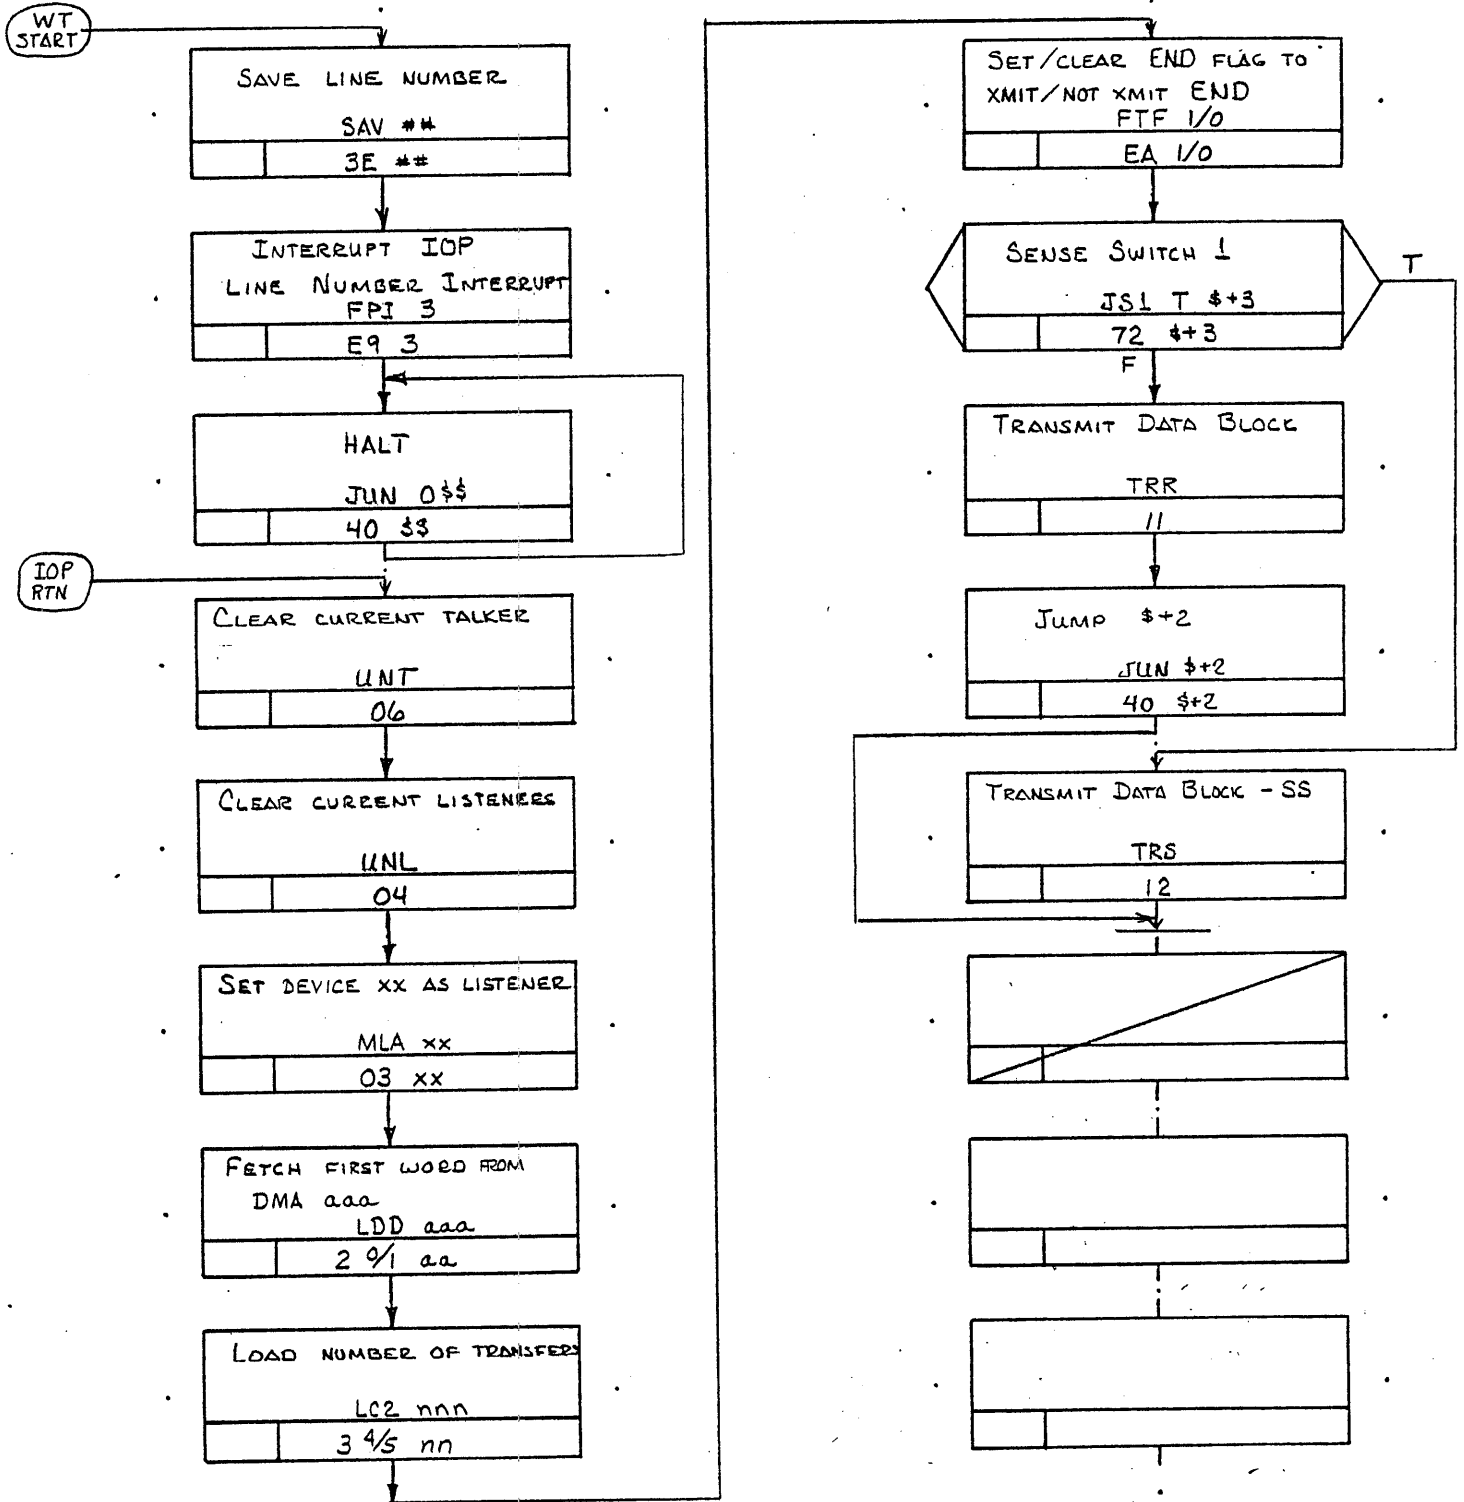 WT
START
SAVE LINE NUMBER
SAV ##
3E ##
INTERRUPT IOP
LINE NUMBER INTERRUPT
FPI 3
E9 3
HALT
JUN 0$$
40 $$
IOP
RTN
CLEAR CURRENT TALKER
UNT
06
CLEAR CURRENT LISTENERS
UNL
04
SET DEVICE XX AS LISTENER
MLA XX
03 XX
FETCH FIRST WORD FROM
DMA aaa
LDD aaa
2 0/1 aa
LOAD NUMBER OF TRANSFERS
LC2 nnn
3 4/5 nn
SET/CLEAR END FLAG TO
XMIT/NOT XMIT END
FTF 1/0
EA 1/0
SENSE SWITCH 1
JS1 T $+3
72 $+3
T
F
TRANSMIT DATA BLOCK
TRR
11
JUMP $+2
JUN $+2
40 $+2
TRANSMIT DATA BLOCK - SS
TRS
12